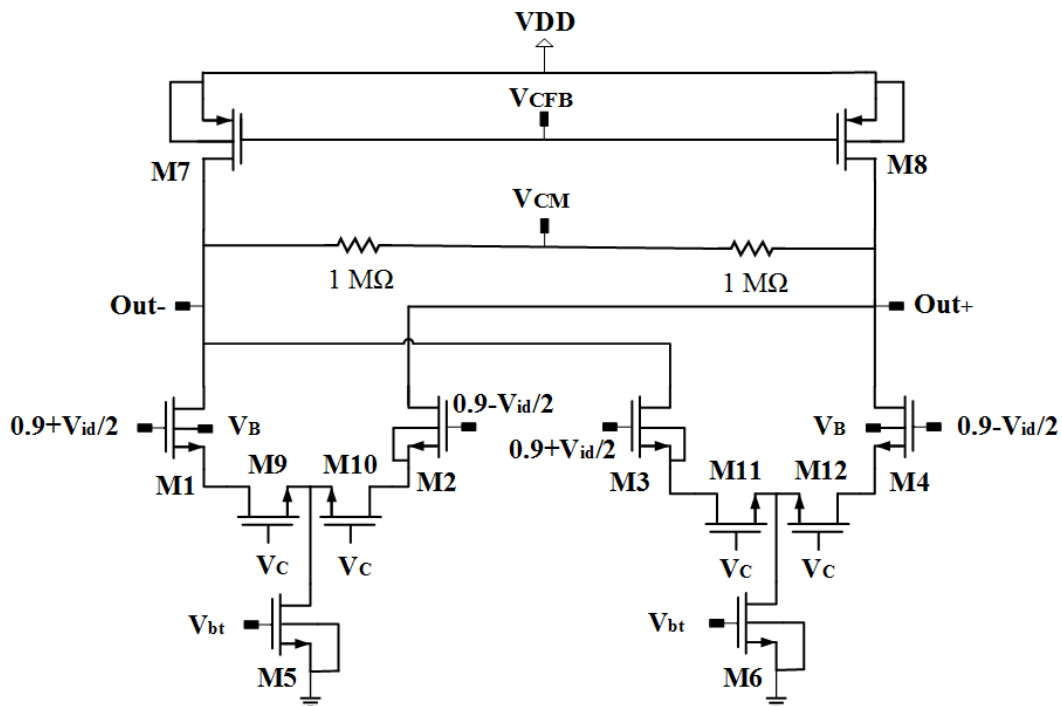 VDD
VCFB
M7
M8
VCM
1 MΩ
1 MΩ
Out-
Out+
0.9+Vid/2
VB
M1
0.9-Vid/2
M2
0.9+Vid/2
M3
VB
0.9-Vid/2
M4
M9
M10
M11
M12
VC
VC
VC
VC
Vbt
M5
Vbt
M6